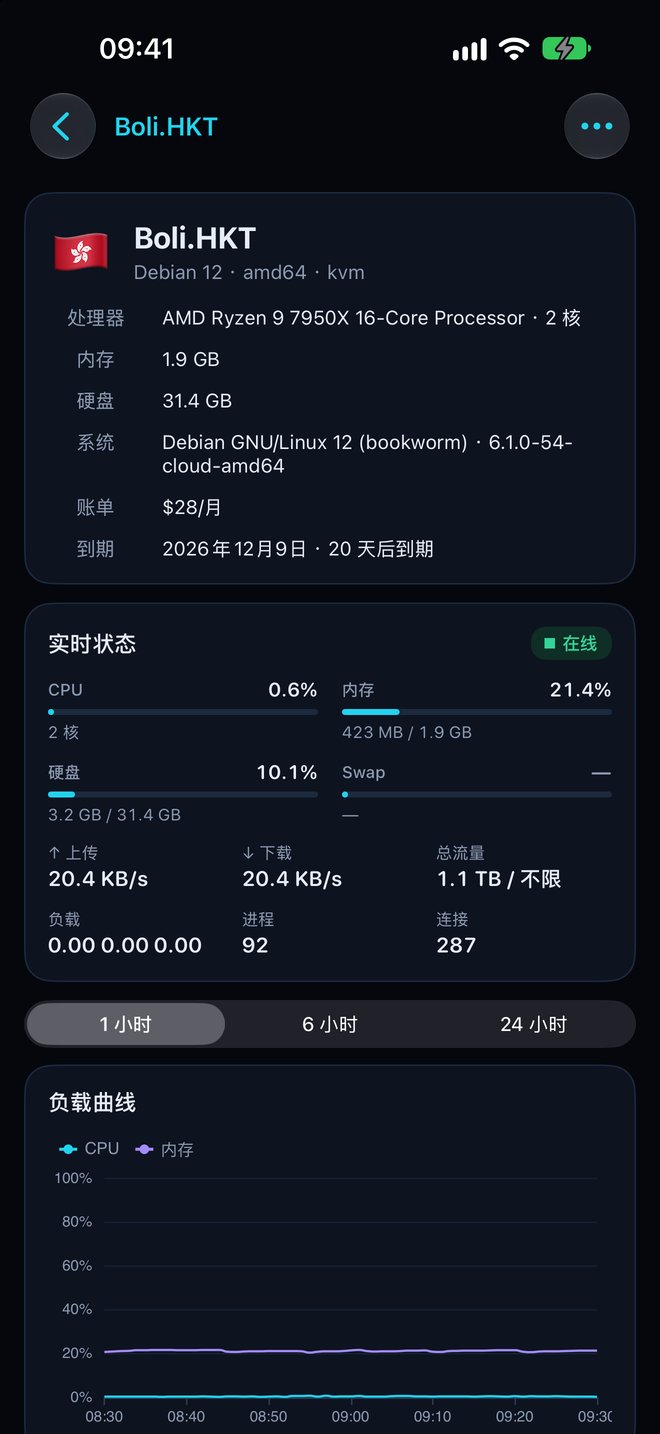 09:41
Boli.HKT
Boli.HKT
Debian 12 · amd64 · kvm
处理器 AMD Ryzen 9 7950X 16-Core Processor · 2 核
内存 1.9 GB
硬盘 31.4 GB
系统 Debian GNU/Linux 12 (bookworm) · 6.1.0-54-
cloud-amd64
账单 $28/月
到期 2026年12月9日 · 20 天后到期
实时状态 在线
CPU 0.6% 内存 21.4%
2 核 423 MB / 1.9 GB
硬盘 10.1% Swap —
3.2 GB / 31.4 GB —
↑ 上传 ↓ 下载 总流量
20.4 KB/s 20.4 KB/s 1.1 TB / 不限
负载 进程 连接
0.00 0.00 0.00 92 287
1 小时 6 小时 24 小时
负载曲线
CPU 内存
100%
80%
60%
40%
20%
0%
08:30 08:40 08:50 09:00 09:10 09:20 09:30